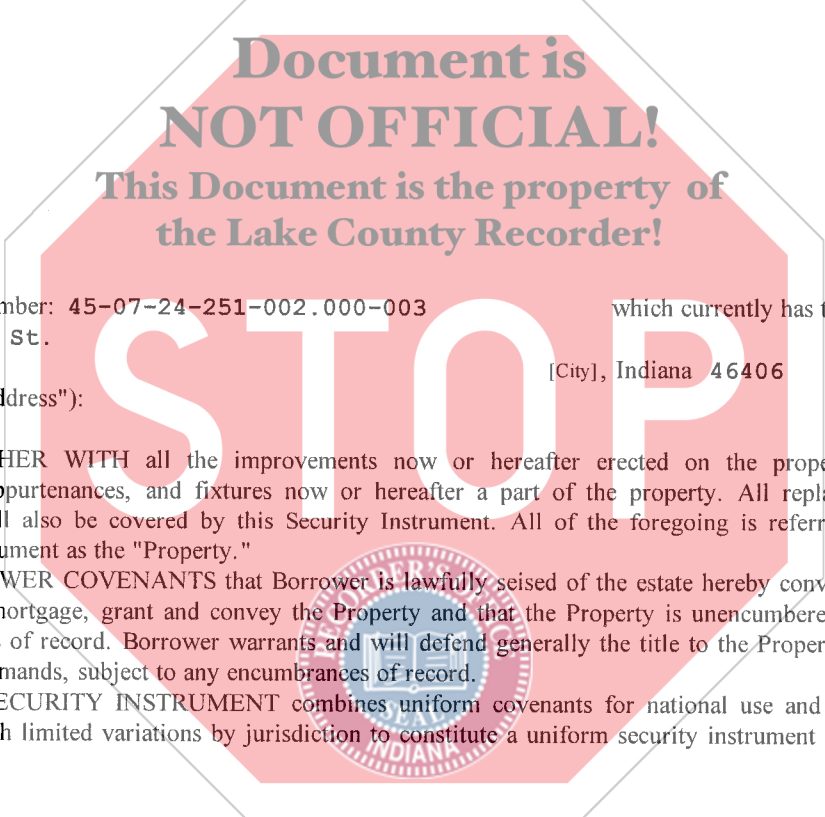 Document is
NOT OFFICIAL!
This Document is the property of
the Lake County Recorder!
mber: 45-07-24-251-002.000-003 which currently has t
St.
[City], Indiana 46406
ddress"):
STOP
HER WITH all the improvements now or hereafter erected on the prope
ppurtenances, and fixtures now or hereafter a part of the property. All repla
l also be covered by this Security Instrument. All of the foregoing is referr
ument as the "Property."
WER COVENANTS that Borrower is lawfully seised of the estate hereby conv
nortgage, grant and convey the Property and that the Property is unencumbere
s of record. Borrower warrants and will defend generally the title to the Proper
mands, subject to any encumbrances of record.
ECURITY INSTRUMENT combines uniform covenants for national use and
h limited variations by jurisdiction to constitute a uniform security instrument
SEAL
INDIANA